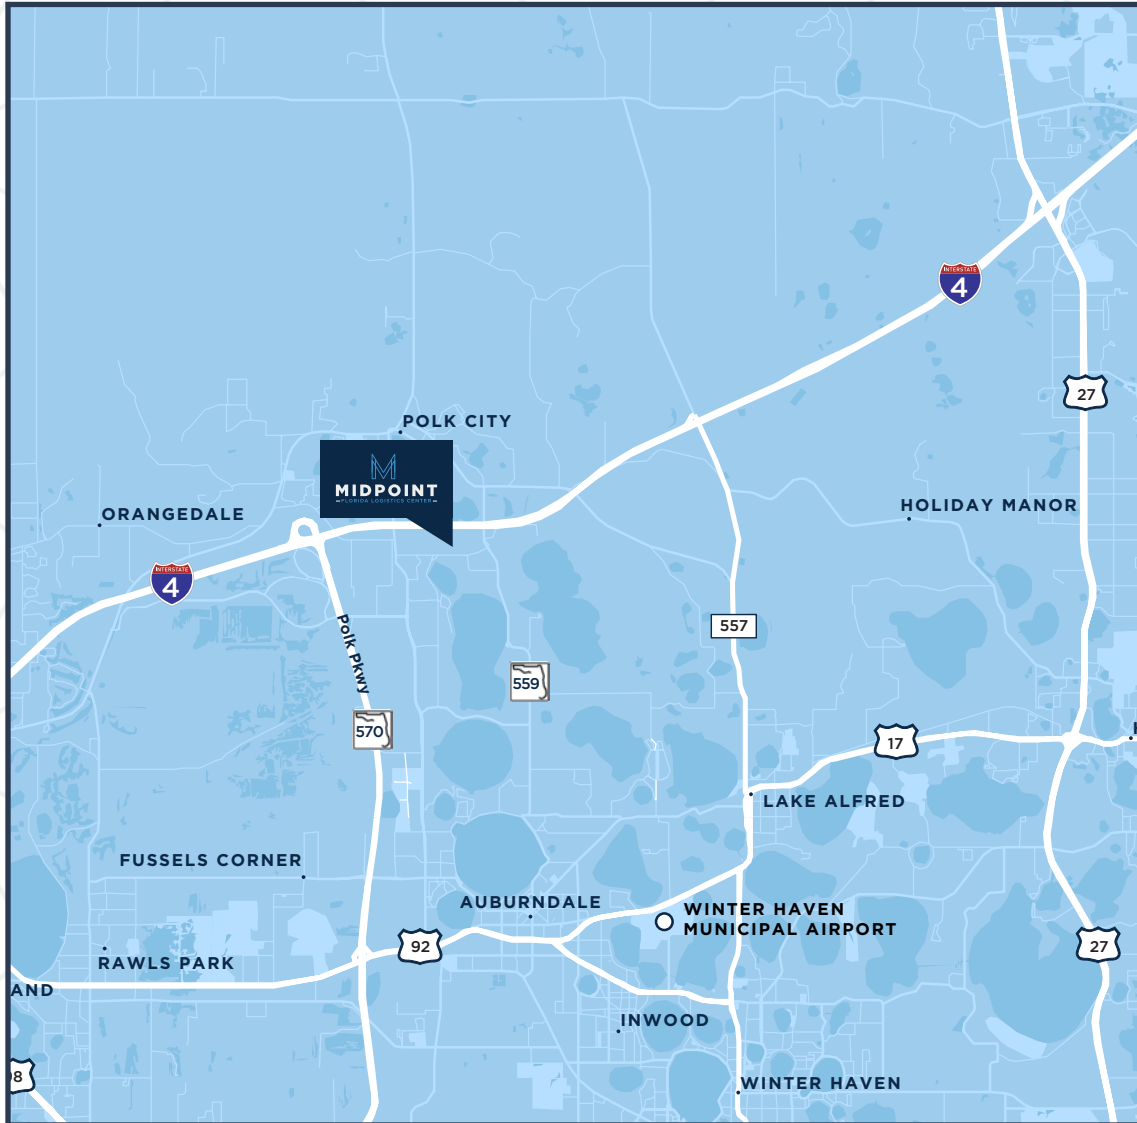 INTERSTATE
4
27
POLK CITY
MIDPOINT
FLORIDA LOGISTICS CENTER
ORANGEDALE
HOLIDAY MANOR
INTERSTATE
4
557
Polk Pkwy
559
570
17
LAKE ALFRED
FUSSELS CORNER
AUBURNDALE
WINTER HAVEN
MUNICIPAL AIRPORT
92
27
RAWLS PARK
AND
INWOOD
8
WINTER HAVEN